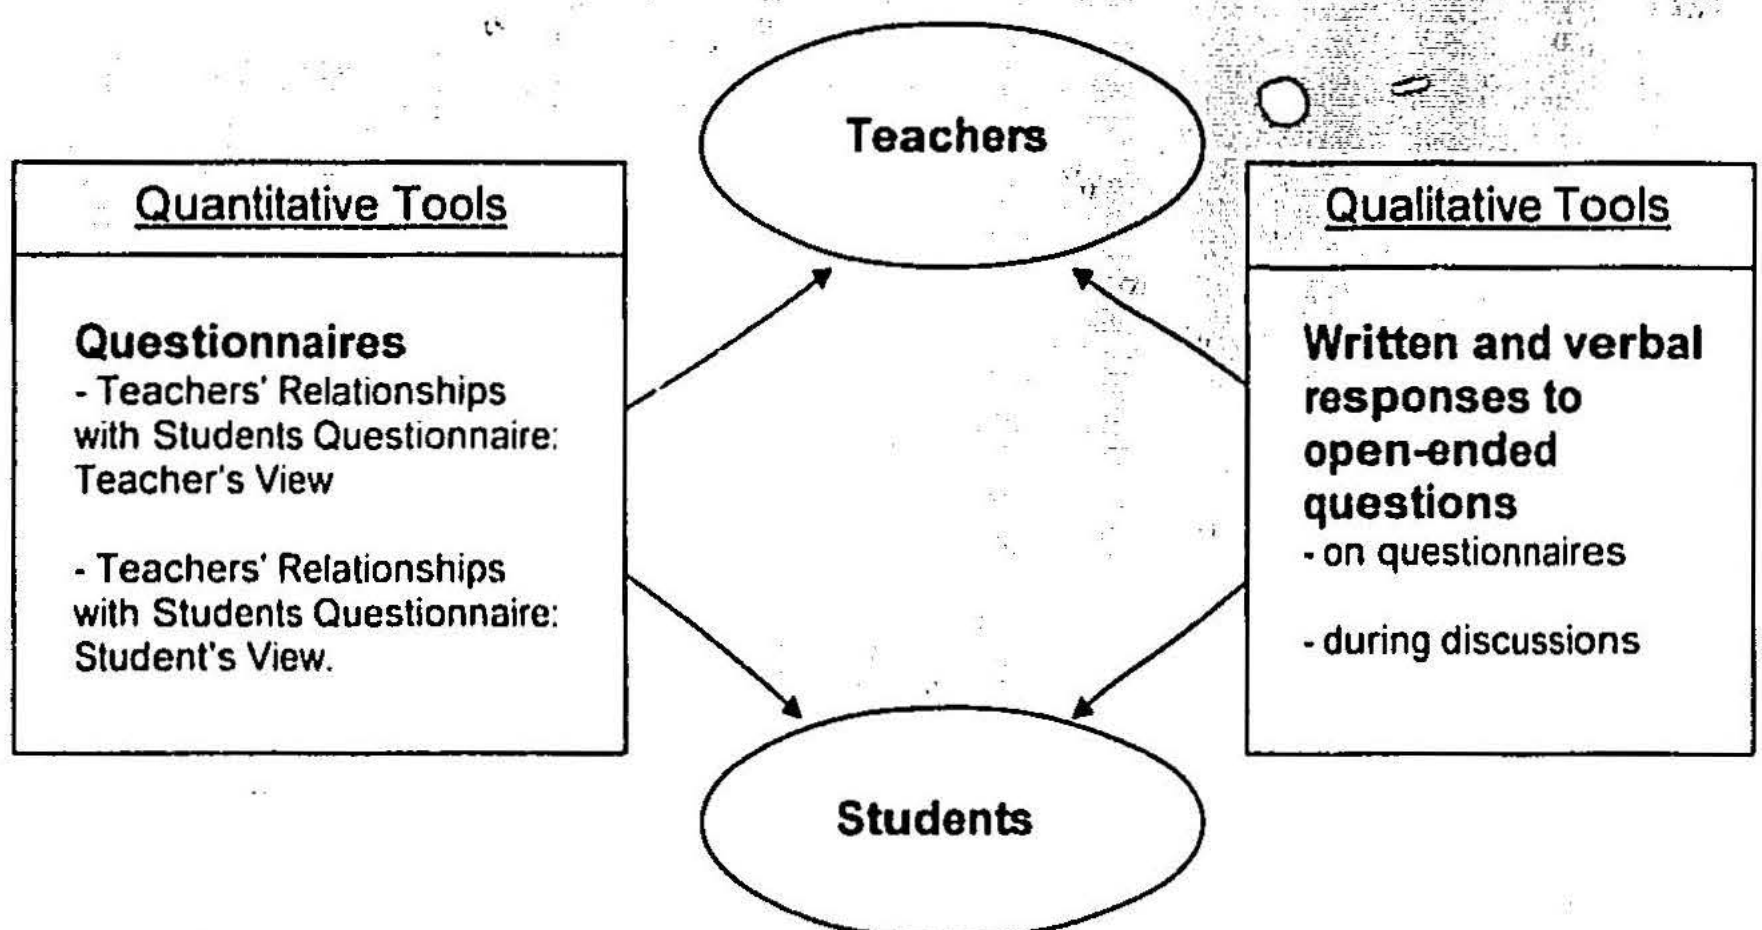 Teachers
Quantitative Tools
Questionnaires
- Teachers' Relationships
with Students Questionnaire:
Teacher's View
- Teachers' Relationships
with Students Questionnaire:
Student's View.
Qualitative Tools
Written and verbal
responses to
open-ended
questions
- on questionnaires
- during discussions
Students